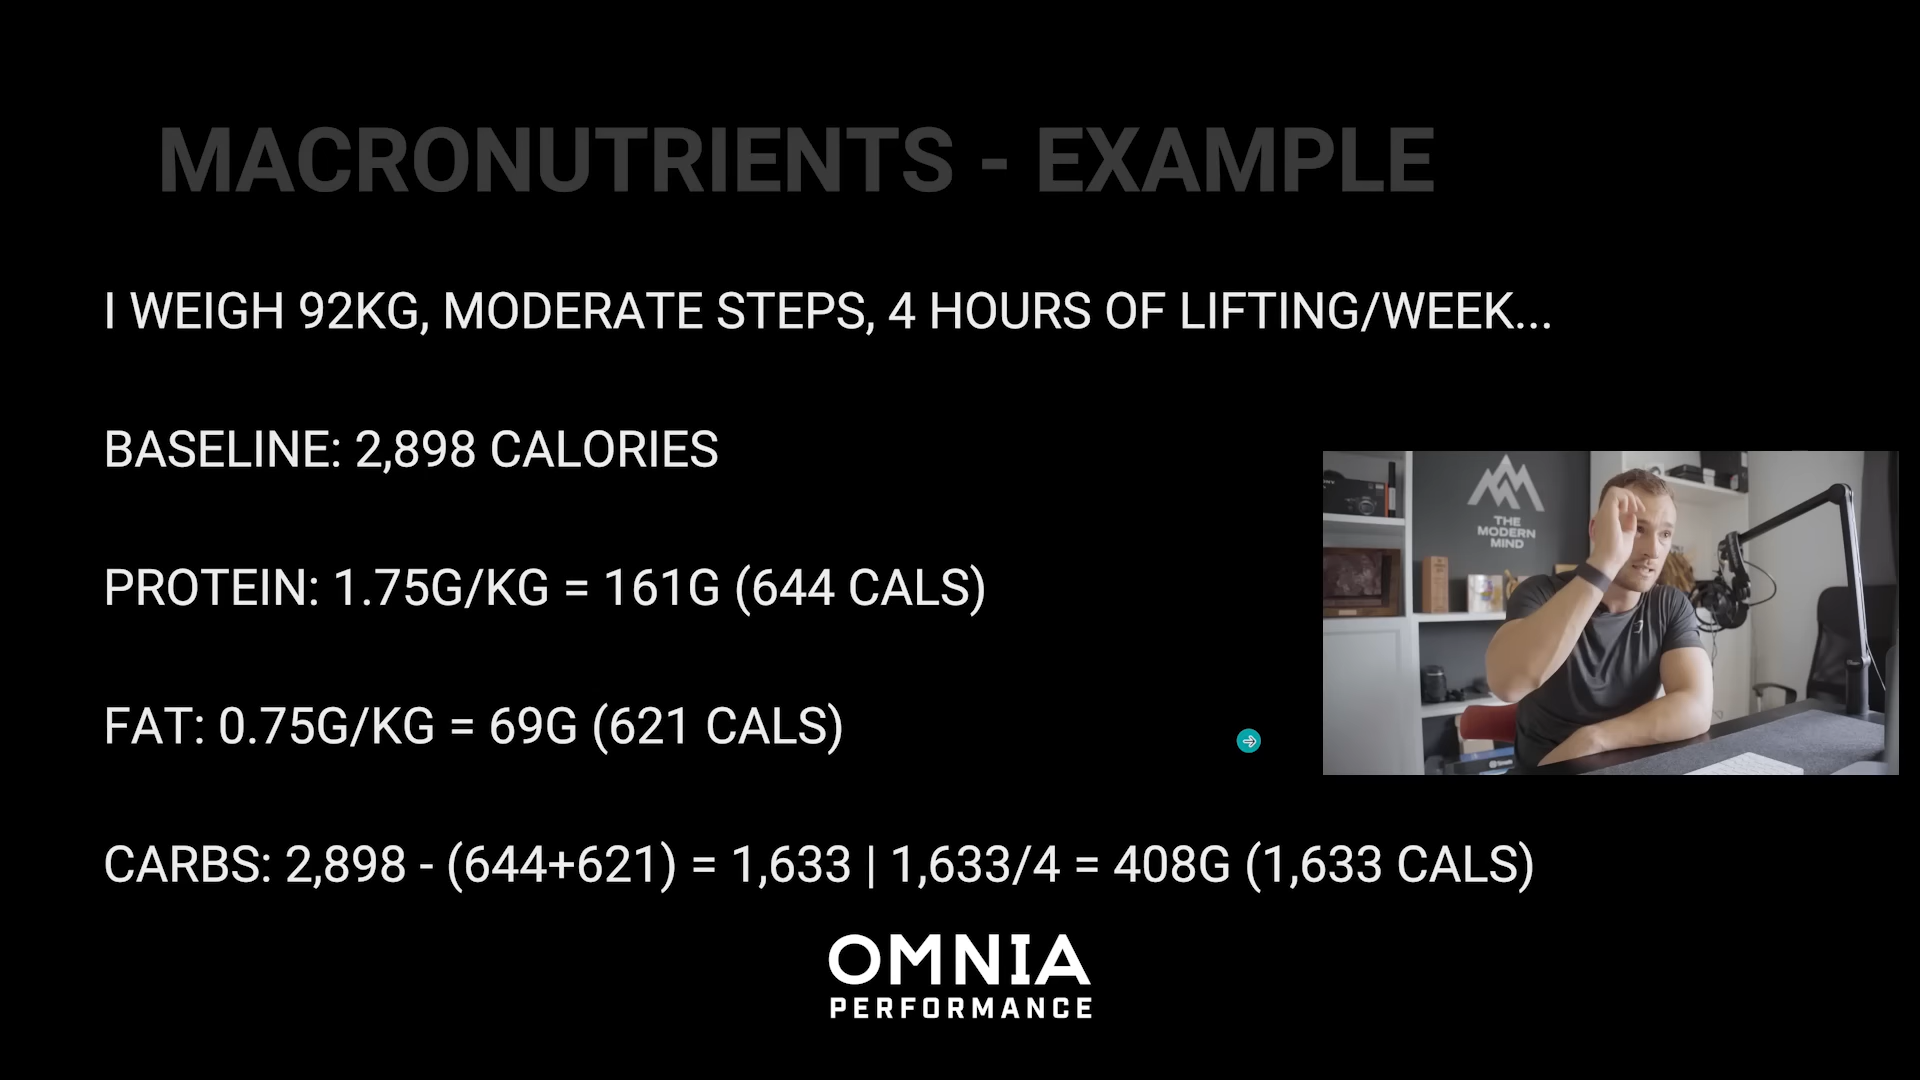 MACRONUTRIENTS - EXAMPLE
I WEIGH 92KG, MODERATE STEPS, 4 HOURS OF LIFTING/WEEK...
BASELINE: 2,898 CALORIES
PROTEIN: 1.75G/KG = 161G (644 CALS)
FAT: 0.75G/KG = 69G (621 CALS)
CARBS: 2,898 - (644+621) = 1,633 | 1,633/4 = 408G (1,633 CALS)
THE
MODERN
MIND
OMNIA
PERFORMANCE